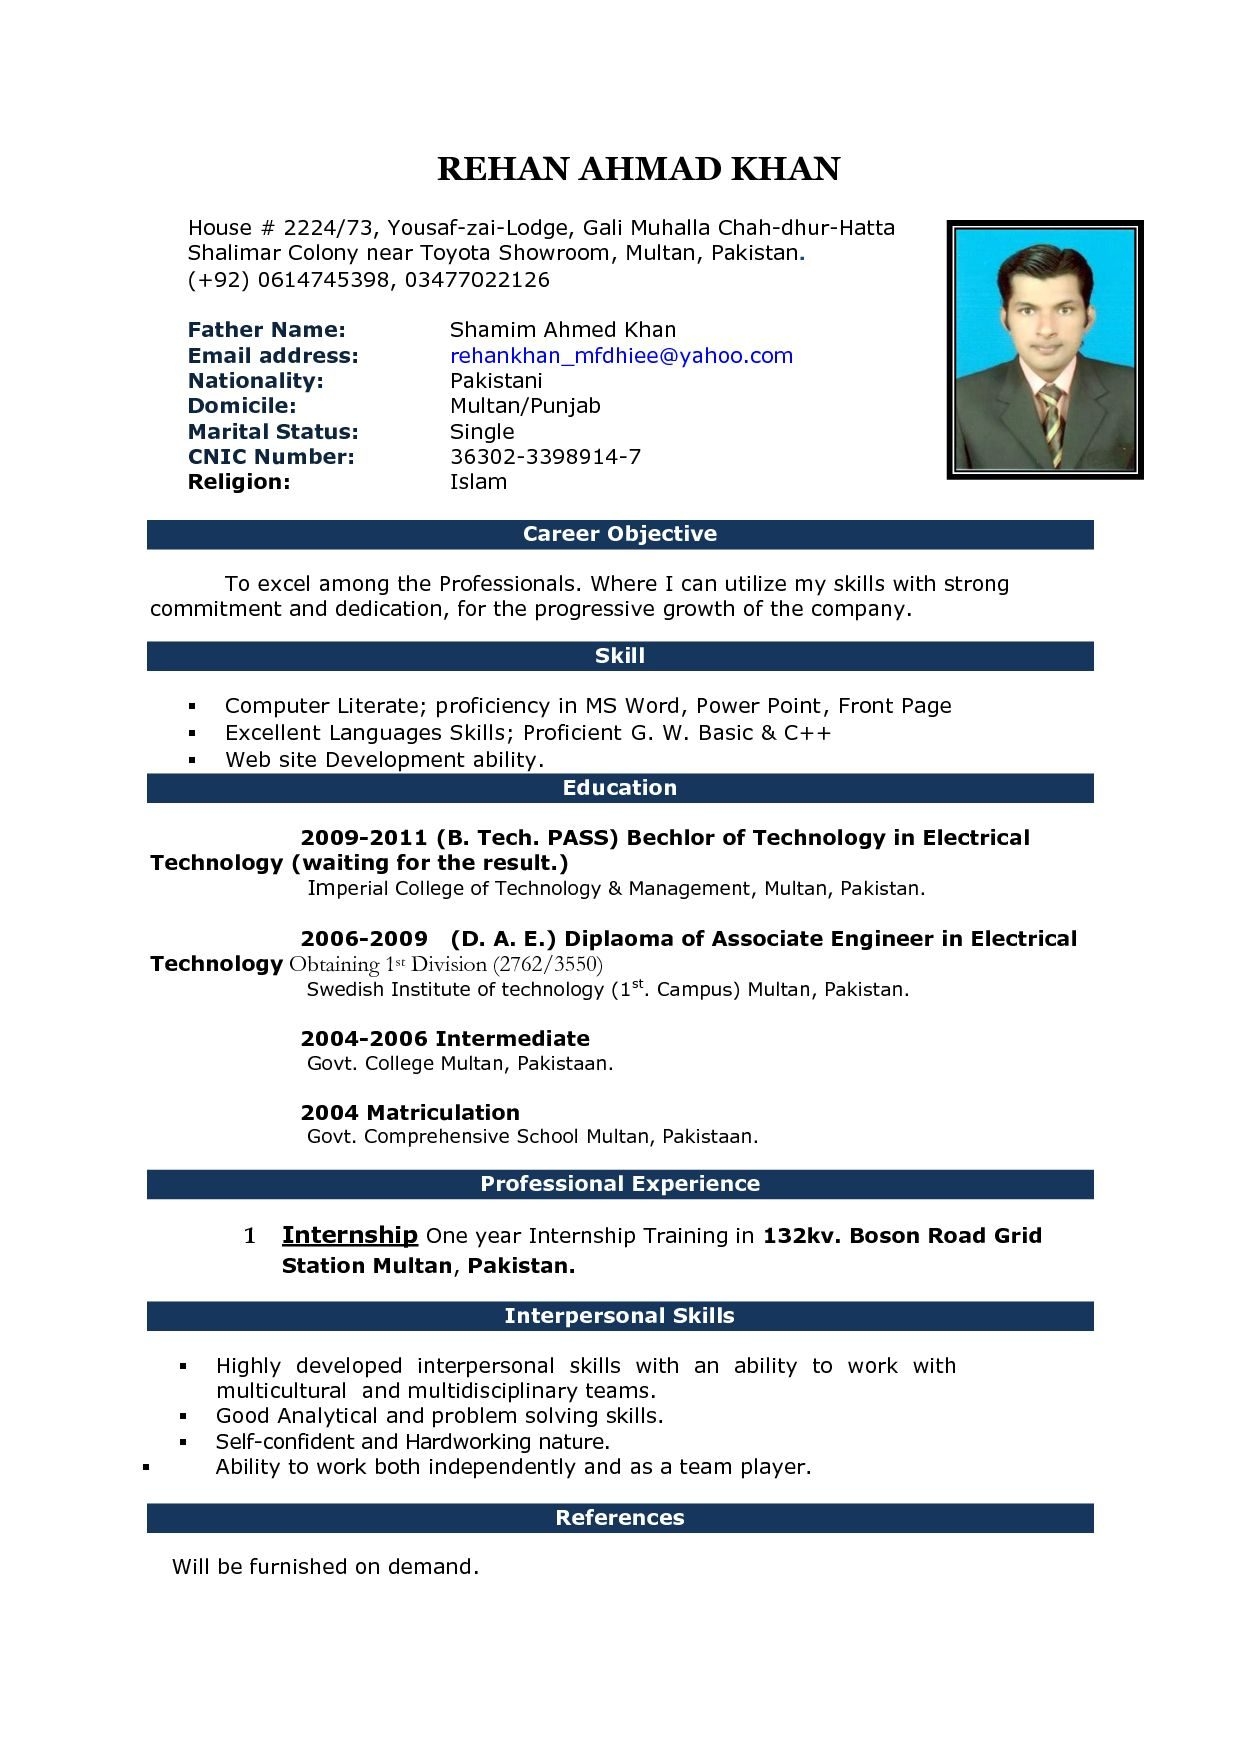 REHAN AHMAD KHAN
House # 2224/73, Yousaf-zai-Lodge, Gali Muhalla Chah-dhur-Hatta
Shalimar Colony near Toyota Showroom, Multan, Pakistan.
(+92) 0614745398, 03477022126
Father Name: Shamim Ahmed Khan
Email address: rehankhan_mfdhiee@yahoo.com
Nationality: Pakistani
Domicile: Multan/Punjab
Marital Status: Single
CNIC Number: 36302-3398914-7
Religion: Islam
Career Objective
To excel among the Professionals. Where I can utilize my skills with strong
commitment and dedication, for the progressive growth of the company.
Skill
▪ Computer Literate; proficiency in MS Word, Power Point, Front Page
▪ Excellent Languages Skills; Proficient G. W. Basic & C++
▪ Web site Development ability.
Education
2009-2011 (B. Tech. PASS) Bechlor of Technology in Electrical
Technology (waiting for the result.)
Imperial College of Technology & Management, Multan, Pakistan.
2006-2009 (D. A. E.) Diplaoma of Associate Engineer in Electrical
Technology Obtaining 1st Division (2762/3550)
Swedish Institute of technology (1st. Campus) Multan, Pakistan.
2004-2006 Intermediate
Govt. College Multan, Pakistaan.
2004 Matriculation
Govt. Comprehensive School Multan, Pakistaan.
Professional Experience
1 Internship One year Internship Training in 132kv. Boson Road Grid
Station Multan, Pakistan.
Interpersonal Skills
▪ Highly developed interpersonal skills with an ability to work with
multicultural and multidisciplinary teams.
▪ Good Analytical and problem solving skills.
▪ Self-confident and Hardworking nature.
▪ Ability to work both independently and as a team player.
References
Will be furnished on demand.